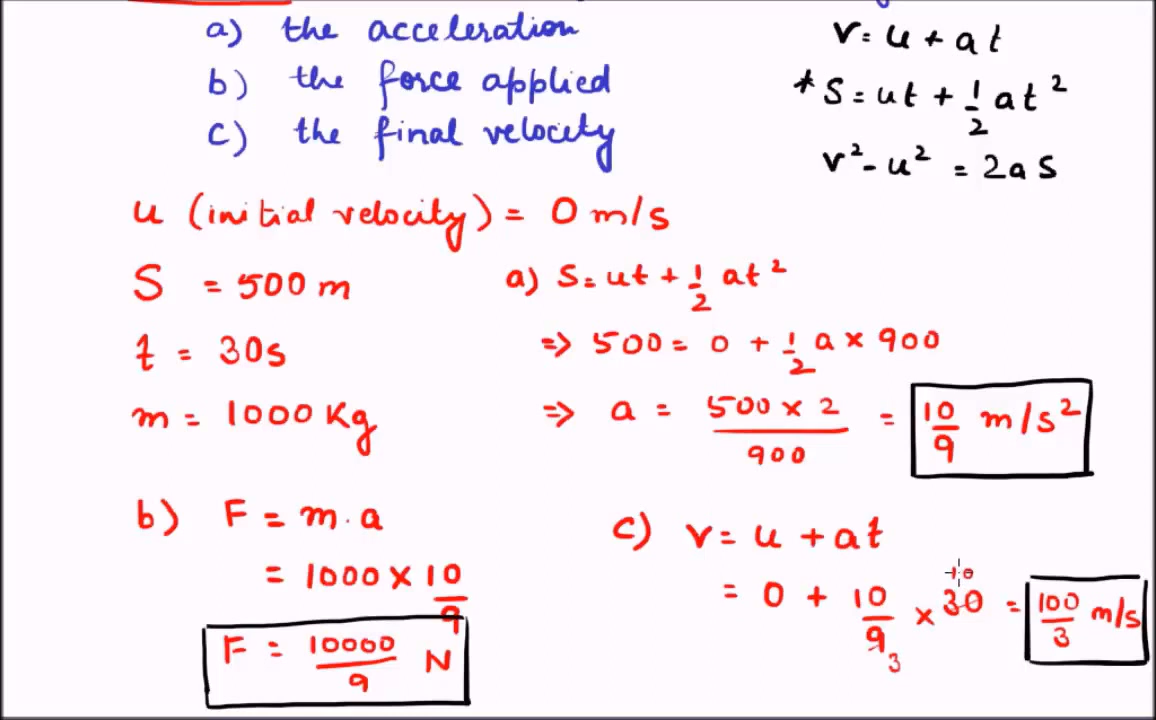 a) the acceleration
b) the force applied
c) the final velocity
v = u + at
* S = ut + 1/2 at²
v² - u² = 2aS
u (initial velocity) = 0 m/s
S = 500 m
t = 30s
m = 1000 Kg
a) S = ut + 1/2 at²
=> 500 = 0 + 1/2 a × 900
=> a = 500 × 2 / 900 = 10/9 m/s²
b) F = m . a
= 1000 × 10/9
F = 10000/9 N
c) v = u + at
= 0 + 10/9 3 × 30 10 = 100/3 m/s